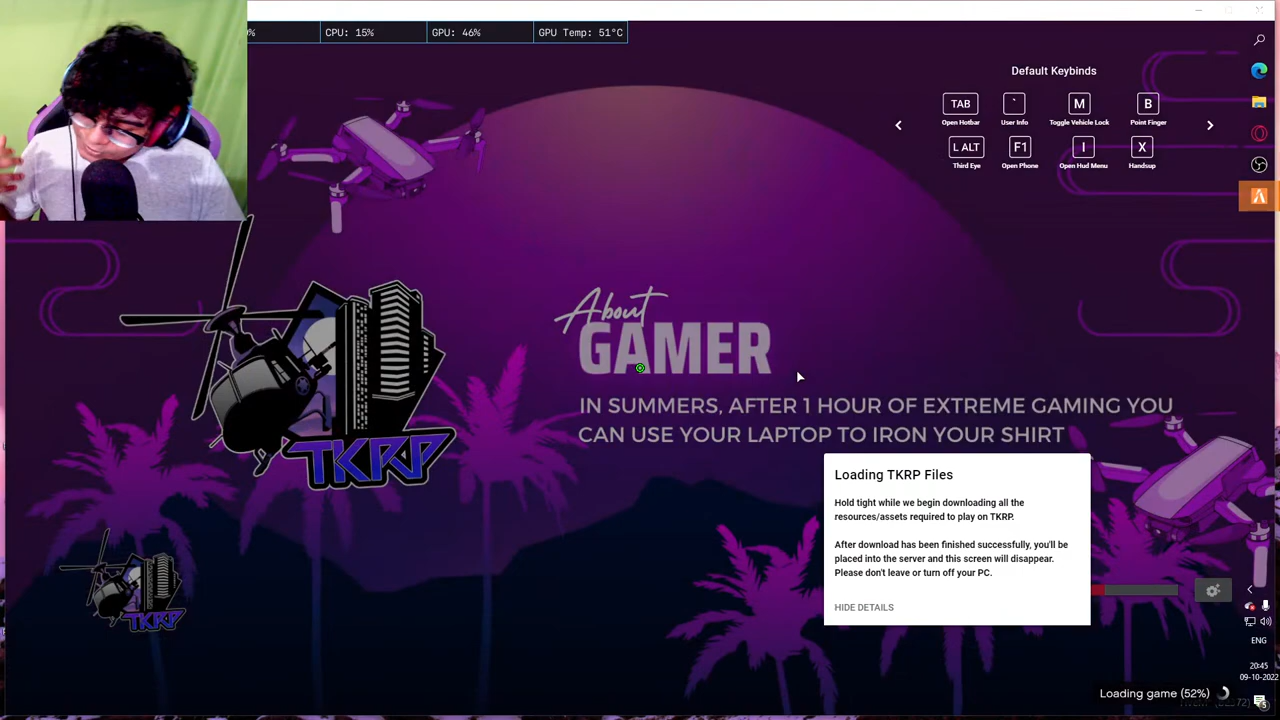 CPU: 15%
GPU: 46%
GPU Temp: 51°C
Default Keybinds
TAB
`
M
B
Open Hotbar
User Info
Toggle Vehicle Lock
Point Finger
L ALT
F1
I
X
Third Eye
Open Phone
Open Hud Menu
Handsup
About
GAMER
IN SUMMERS, AFTER 1 HOUR OF EXTREME GAMING YOU
CAN USE YOUR LAPTOP TO IRON YOUR SHIRT
TKRP
Loading TKRP Files
Hold tight while we begin downloading all the
resources/assets required to play on TKRP.
After download has been finished successfully, you'll be
placed into the server and this screen will disappear.
Please don't leave or turn off your PC.
HIDE DETAILS
TKRP
ENG
20:45
09-10-2022
Loading game (52%)